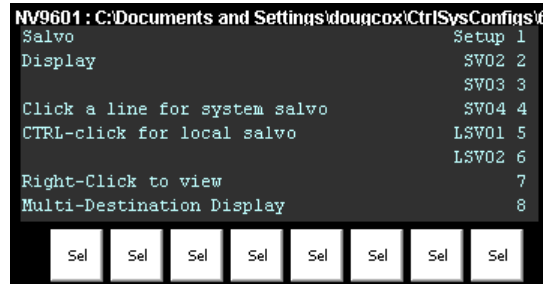 NV9601 : C:\Documents and Settings\dougcox\CtrlSysConfigs\
Salvo Setup 1
Display SV02 2
SV03 3
Click a line for system salvo SV04 4
CTRL-click for local salvo LSV01 5
LSV02 6
Right-Click to view 7
Multi-Destination Display 8
Sel Sel Sel Sel Sel Sel Sel Sel